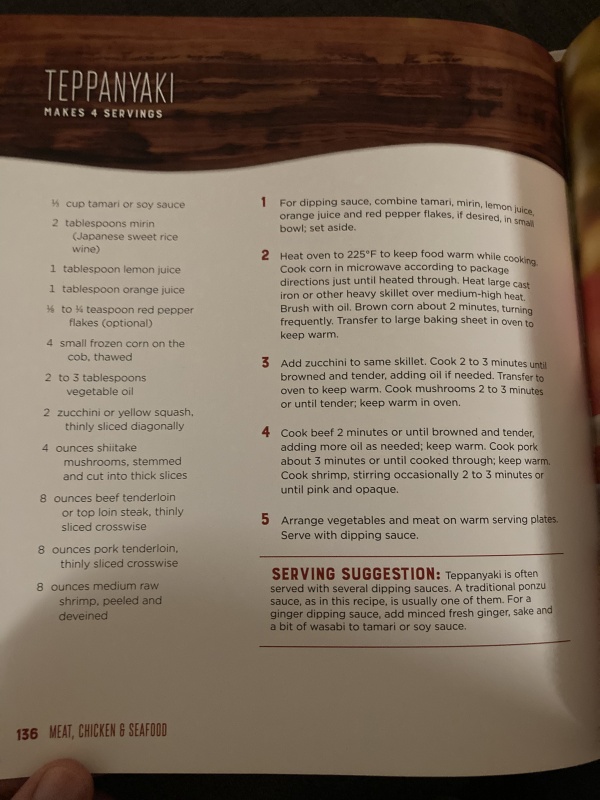 TEPPANYAKI
MAKES 4 SERVINGS
cup tamari or soy sauce
2 tablespoons mirin
(Japanese sweet rice
wine)
1 tablespoon lemon juice
1 tablespoon orange juice
⅛ to ¼ teaspoon red pepper
flakes (optional)
4 small frozen corn on the
cob, thawed
2 to 3 tablespoons
vegetable oil
2 zucchini or yellow squash,
thinly sliced diagonally
4 ounces shiitake
mushrooms, stemmed
and cut into thick slices
8 ounces beef tenderloin
or top loin steak, thinly
sliced crosswise
8 ounces pork tenderloin,
thinly sliced crosswise
8 ounces medium raw
shrimp, peeled and
deveined
1 For dipping sauce, combine tamari, mirin, lemon juice,
orange juice and red pepper flakes, if desired, in small
bowl; set aside.
2 Heat oven to 225°F to keep food warm while cooking.
Cook corn in microwave according to package
directions just until heated through. Heat large cast
iron or other heavy skillet over medium-high heat.
Brush with oil. Brown corn about 2 minutes, turning
frequently. Transfer to large baking sheet in oven to
keep warm.
3 Add zucchini to same skillet. Cook 2 to 3 minutes until
browned and tender, adding oil if needed. Transfer to
oven to keep warm. Cook mushrooms 2 to 3 minutes
or until tender; keep warm in oven.
4 Cook beef 2 minutes or until browned and tender,
adding more oil as needed; keep warm. Cook pork
about 3 minutes or until cooked through; keep warm.
Cook shrimp, stirring occasionally 2 to 3 minutes or
until pink and opaque.
5 Arrange vegetables and meat on warm serving plates.
Serve with dipping sauce.
SERVING SUGGESTION: Teppanyaki is often
served with several dipping sauces. A traditional ponzu
sauce, as in this recipe, is usually one of them. For a
ginger dipping sauce, add minced fresh ginger, sake and
a bit of wasabi to tamari or soy sauce.
136 MEAT, CHICKEN & SEAFOOD